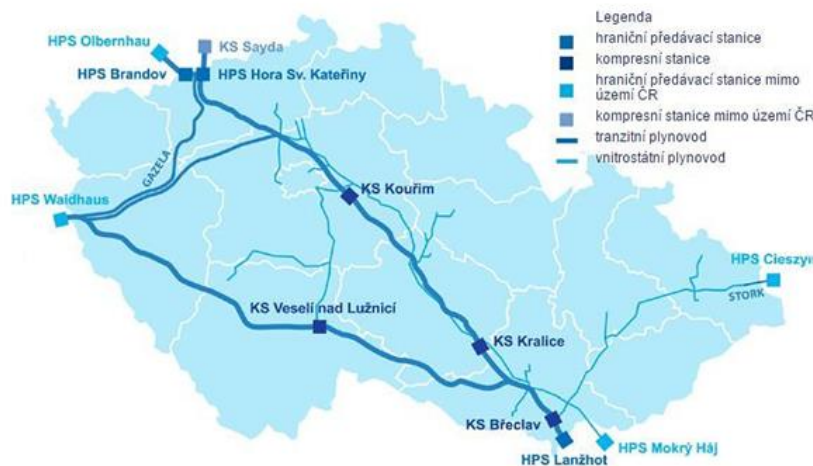 Legenda
hraniční předávací stanice
kompresní stanice
hraniční předávací stanice mimo
území ČR
kompresní stanice mimo území ČR
tranzitní plynovod
vnitrostátní plynovod
HPS Olbernhau
KS Sayda
HPS Brandov
HPS Hora Sv. Kateřiny
GAZELA
KS Kouřim
HPS Waidhaus
HPS Cieszyn
STORK
KS Veselí nad Lužnicí
KS Kralice
KS Břeclav
HPS Mokrý Háj
HPS Lanžhot